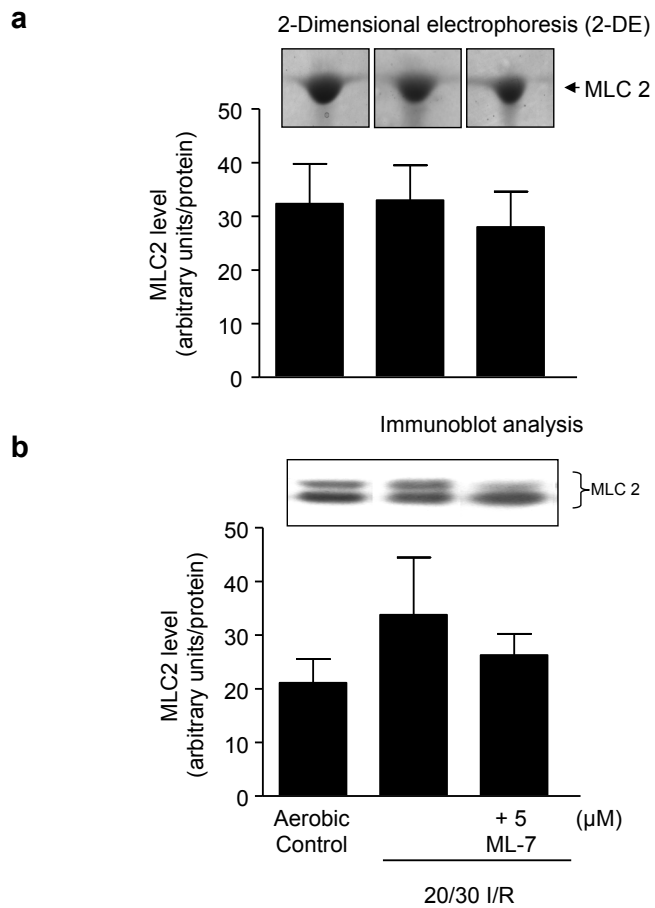 a
2-Dimensional electrophoresis (2-DE)
MLC 2
MLC2 level
(arbitrary units/protein)
50
40
30
20
10
0
Immunoblot analysis
b
MLC 2
MLC2 level
(arbitrary units/protein)
50
40
30
20
10
0
Aerobic
Control
+ 5
ML-7
(µM)
20/30 I/R